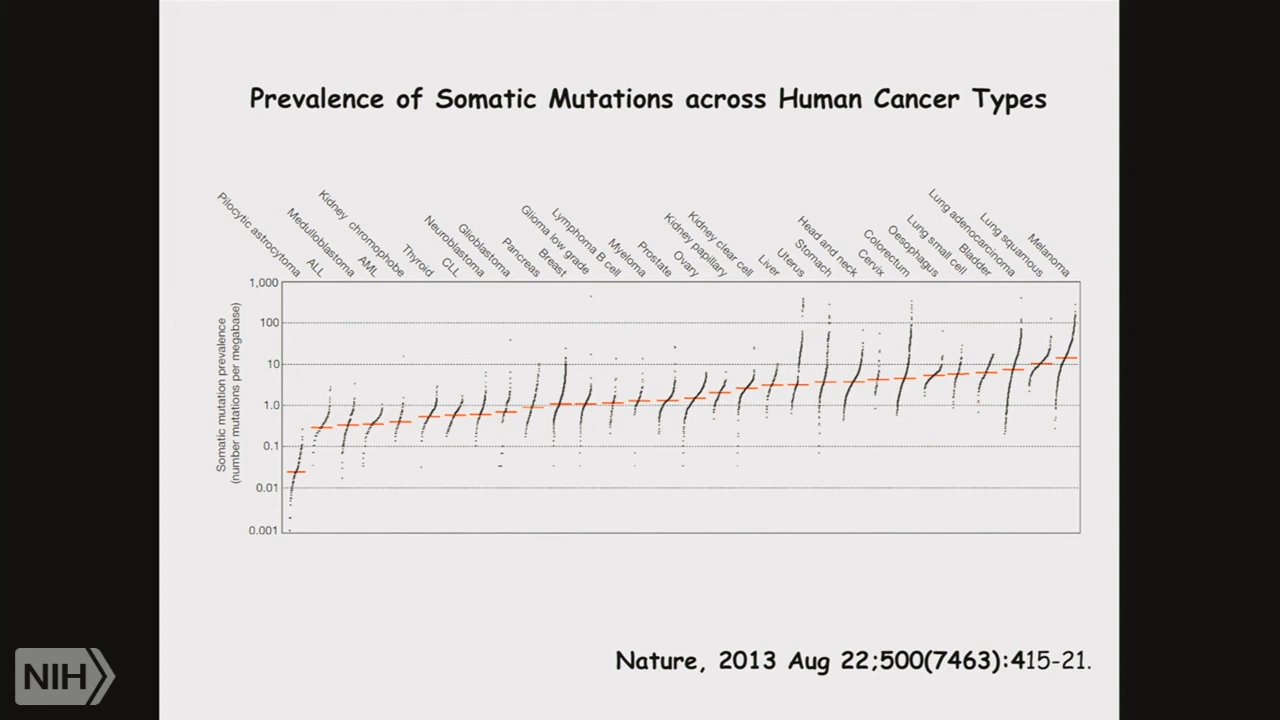 Prevalence of Somatic Mutations across Human Cancer Types
Pilocytic astrocytoma
ALL
Medulloblastoma
AML
Kidney chromophobe
Thyroid
CLL
Neuroblastoma
Glioblastoma
Pancreas
Breast
Glioma low grade
Lymphoma B cell
Myeloma
Prostate
Ovary
Kidney papillary
Kidney clear cell
Liver
Uterus
Stomach
Head and neck
Cervix
Colorectum
Oesophagus
Lung small cell
Bladder
Lung adenocarcinoma
Lung squamous
Melanoma
Somatic mutation prevalence
(number mutations per megabase)
1,000
100
10
1.0
0.1
0.01
0.001
Nature, 2013 Aug 22;500(7463):415-21.
NIH